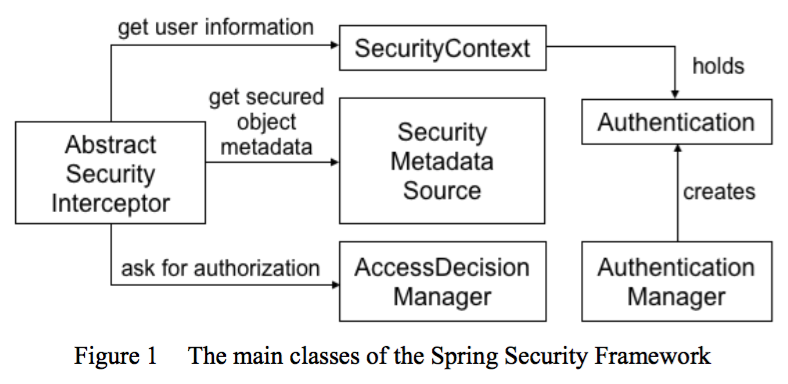 get user information
SecurityContext
holds
get secured
object
metadata
Abstract
Security
Interceptor
Security
Metadata
Source
Authentication
creates
ask for authorization
AccessDecision
Manager
Authentication
Manager
Figure 1 The main classes of the Spring Security Framework